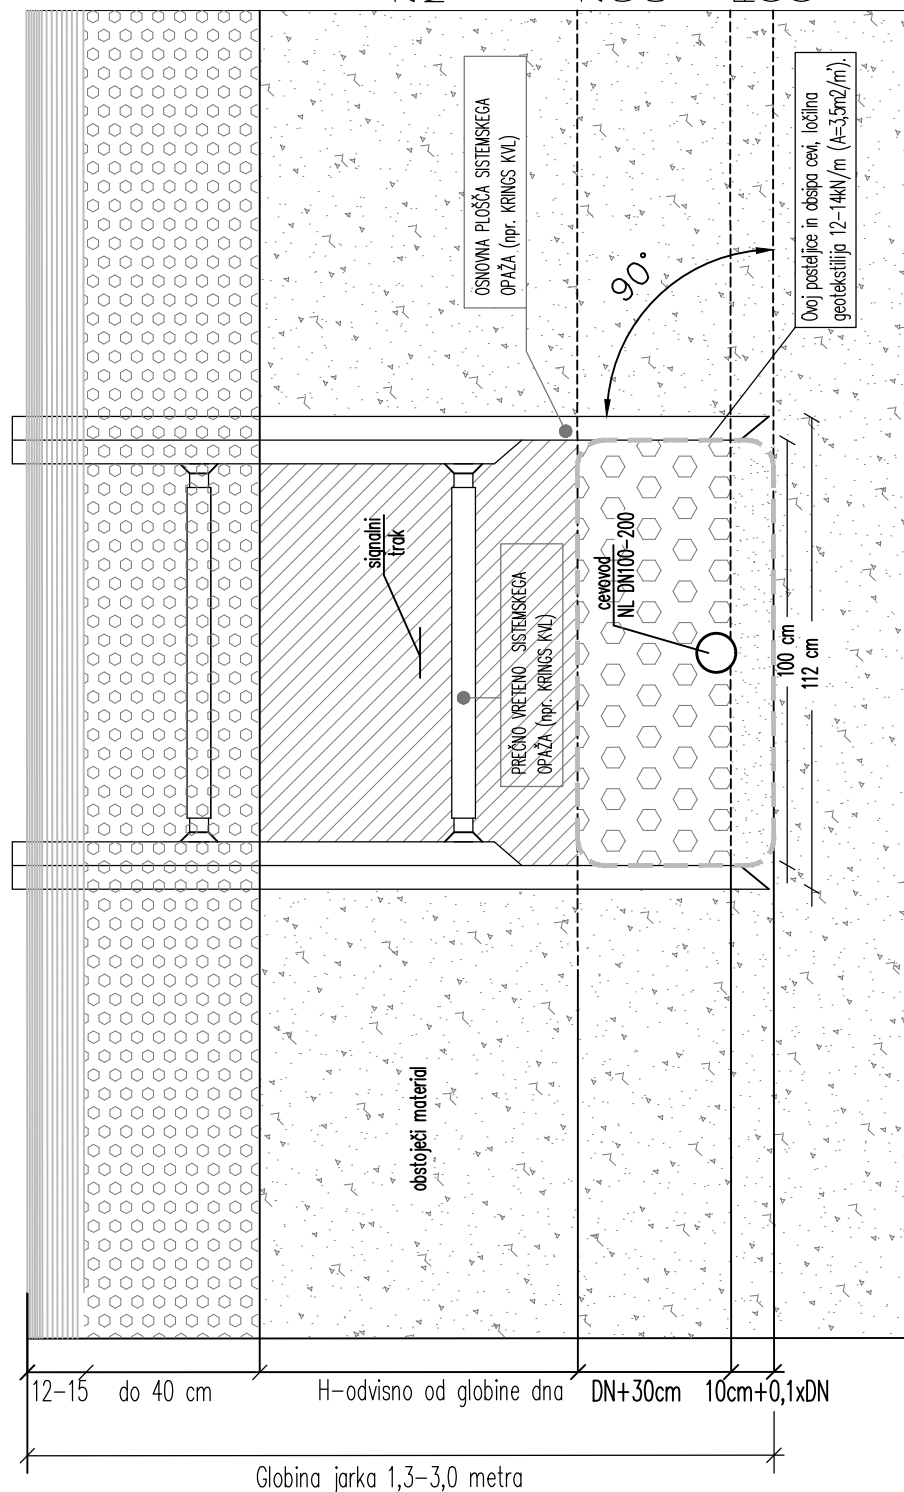 OSNOVNA PLOŠČA SISTEMSKEGA
OPAŽA (npr. KRINGS KVL)
Ovoj posteljice in obsipa cevi, ločilna
geotekstilija 12-14kN/m (A=3,5m2/m').
90°
signalni
trak
PREČNO VRETENO SISTEMSKEGA
OPAŽA (npr. KRINGS KVL)
cevovod
NL DN100-200
100 cm
112 cm
obstoječi material
12-15
do 40 cm
H-odvisno od globine dna
DN+30cm
10cm+0,1xDN
Globina jarka 1,3-3,0 metra